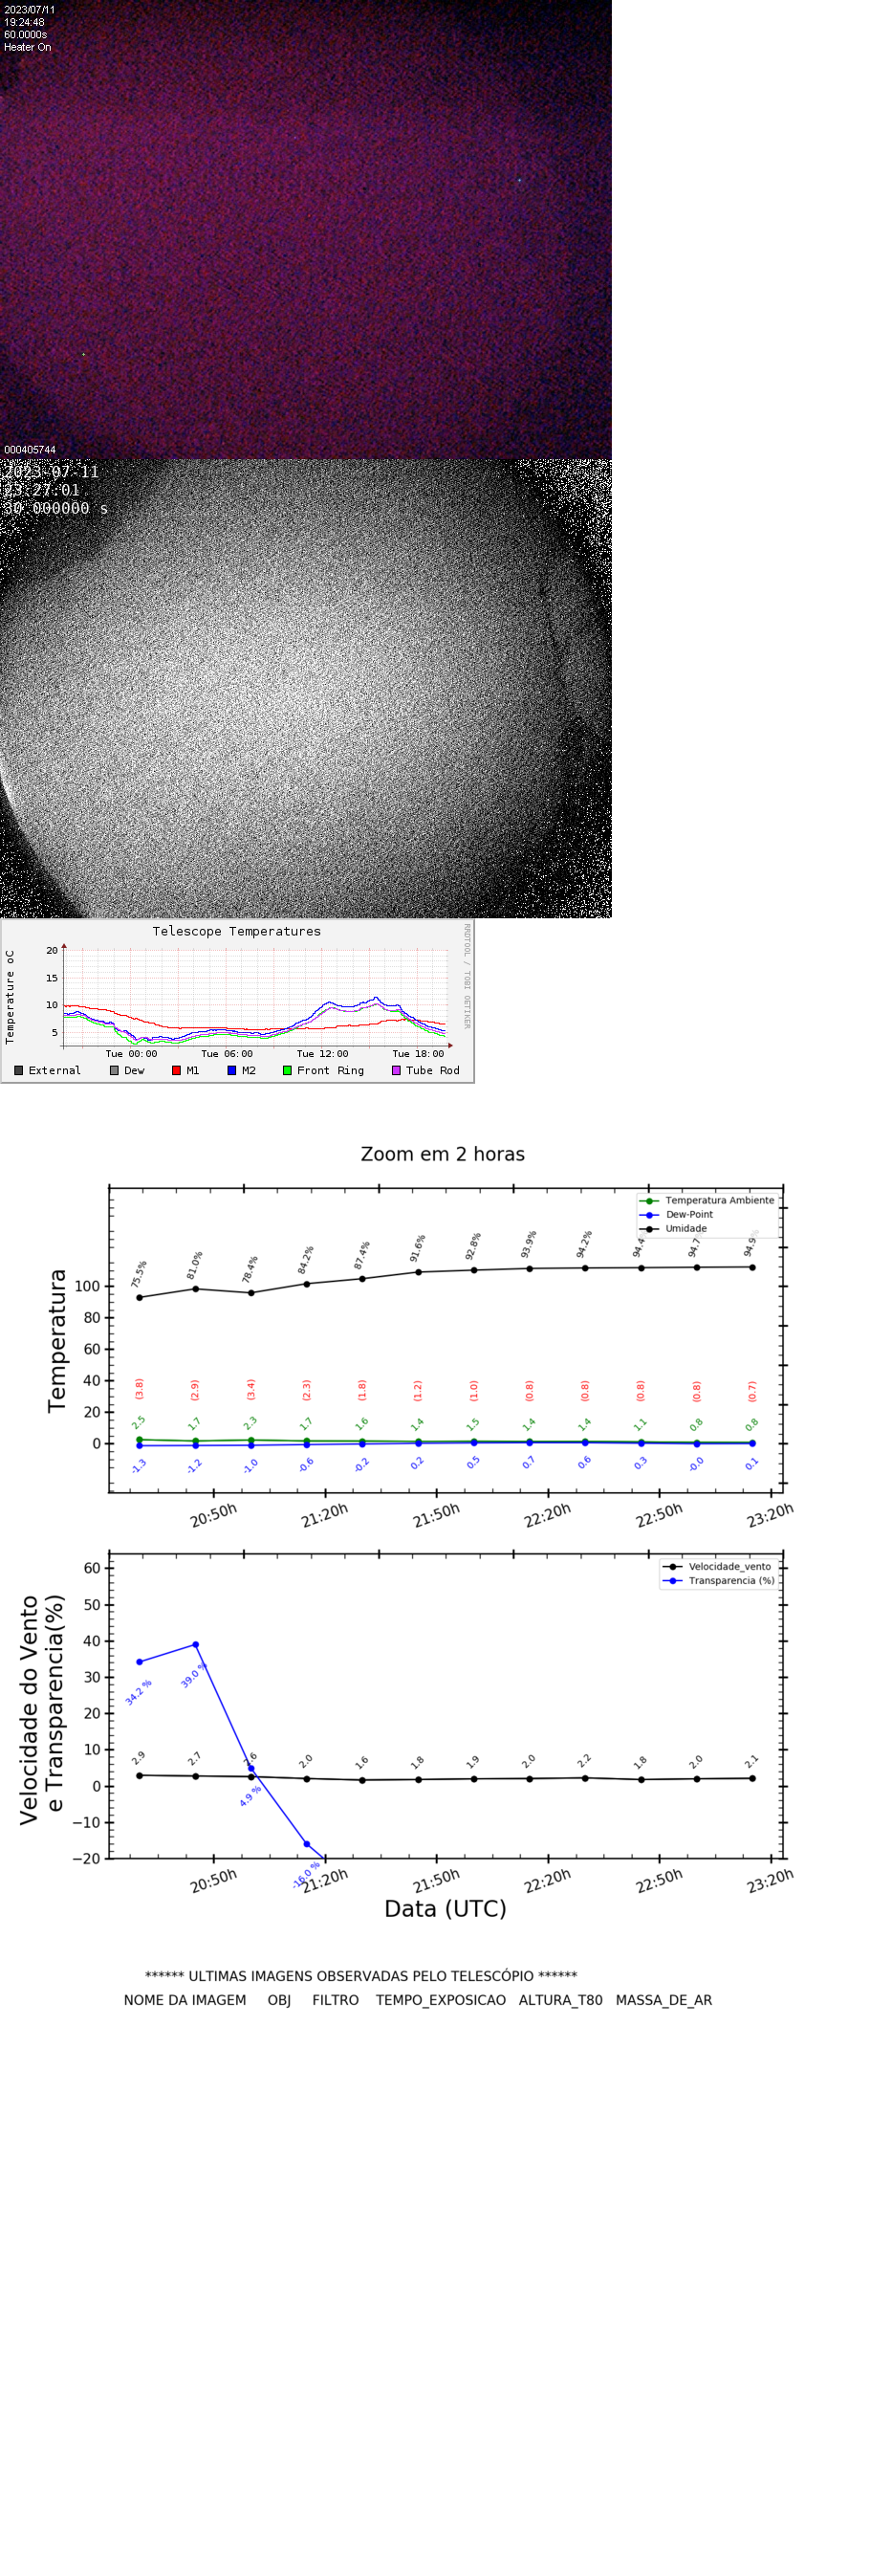 2023/07/11
19:24:48
60.0000s
Heater On
000405744
2023-07-11
23:27:01
30.000000 s
Telescope Temperatures
RRDTOOL / TOBI OETIKER
Temperature oC
20
15
10
5
Tue 00:00 Tue 06:00 Tue 12:00 Tue 18:00
External Dew M1 M2 Front Ring Tube Rod
Zoom em 2 horas
Temperatura Ambiente
Dew-Point
Umidade
75.5% 81.0% 78.4% 84.2% 87.4% 91.6% 92.8% 93.9% 94.2%
Temperatura
100
80
60
40
20
0
(3.8) (2.9) (3.4) (2.3) (1.8) (1.2) (1.0) (0.8) (0.8) (0.8) (0.8) (0.7)
2.5 1.7 2.3 1.7 1.6 1.4 1.5 1.4 1.4 1.1 0.8 0.8
-1.3 -1.2 -1.0 -0.6 -0.2 0.2 0.5 0.7 0.6 0.3 -0.0 0.1
20:50h 21:20h 21:50h 22:20h 22:50h 23:20h
Velocidade_vento
Transparencia (%)
Velocidade do Vento
e Transparencia(%)
60
50
40
30
20
10
0
−10
−20
34.2 % 39.0 % 4.9 % -16.0 %
2.9 2.7 2.6 2.0 1.6 1.8 1.9 2.0 2.2 1.8 2.0 2.1
20:50h 21:20h 21:50h 22:20h 22:50h 23:20h
Data (UTC)
****** ULTIMAS IMAGENS OBSERVADAS PELO TELESCÓPIO ******
NOME DA IMAGEM OBJ FILTRO TEMPO_EXPOSICAO ALTURA_T80 MASSA_DE_AR